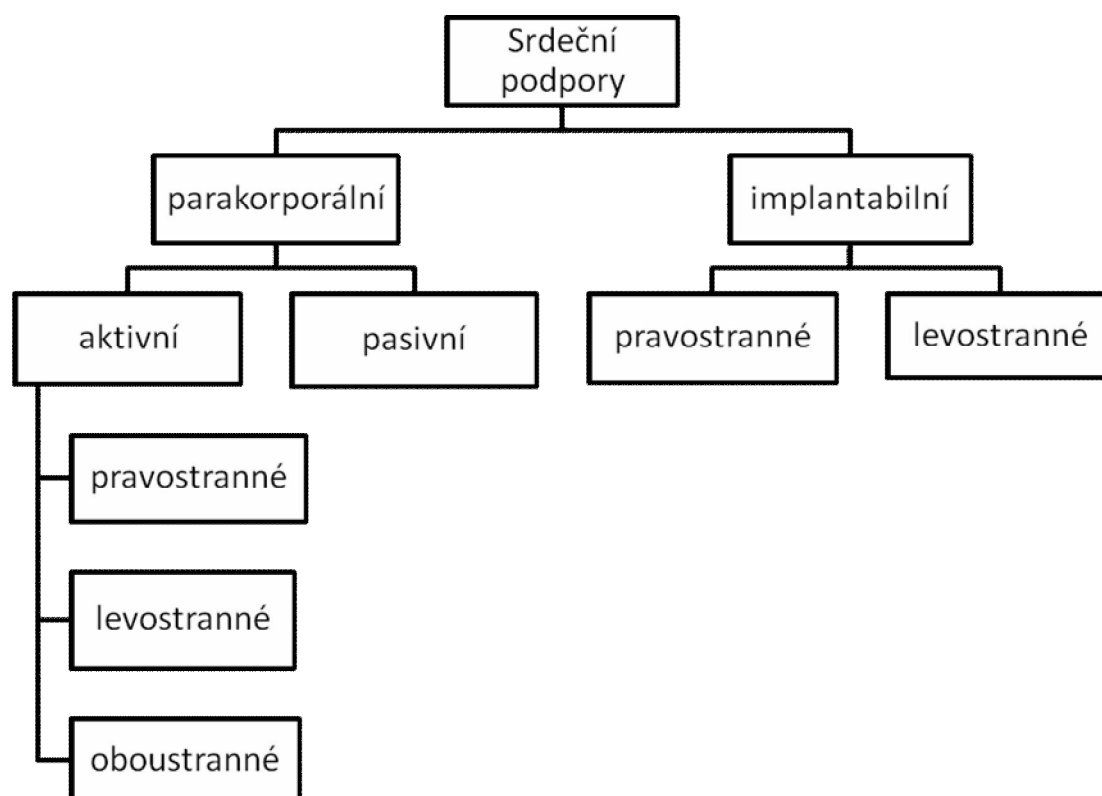 Srdeční
podpory
parakorporální
implantabilní
aktivní
pasivní
pravostranné
levostranné
pravostranné
levostranné
oboustranné